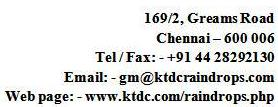 169/2, Greams Road
Chennai – 600 006
Tel / Fax: - +91 44 28292130
Email: - gm@ktdcraindrops.com
Web page: - www.ktdc.com/raindrops.php